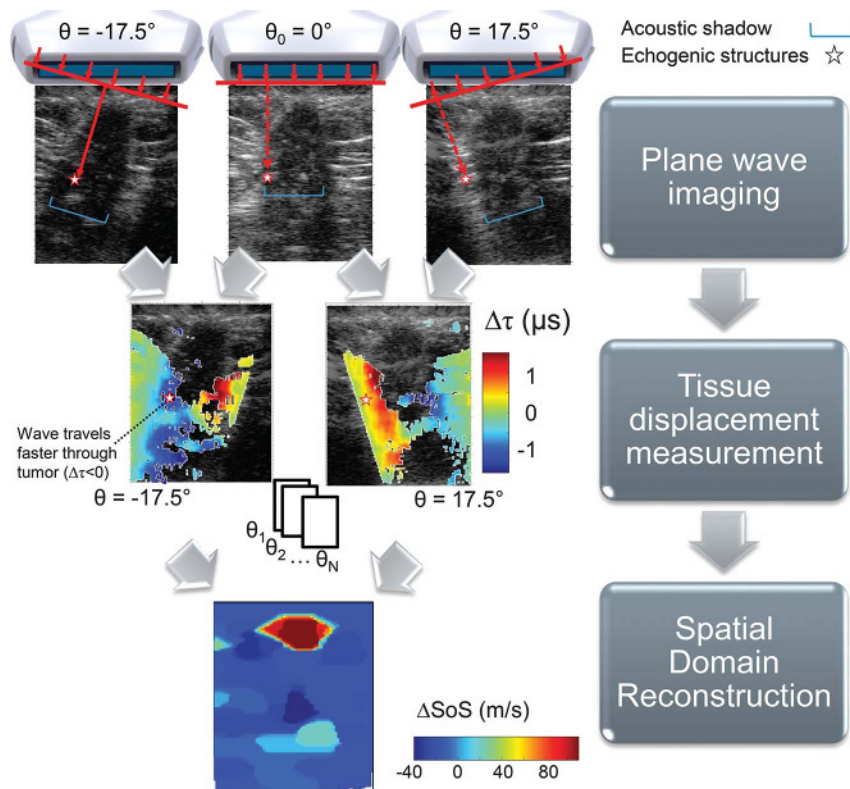 θ = -17.5°
θ₀ = 0°
θ = 17.5°
Acoustic shadow
Echogenic structures ☆
Plane wave
imaging
Δτ (μs)
1
0
-1
Wave travels
faster through
tumor (Δτ<0)
θ = -17.5°
θ = 17.5°
θ₁
θ₂ ... θ_N
Tissue
displacement
measurement
ΔSoS (m/s)
-40 0 40 80
Spatial
Domain
Reconstruction